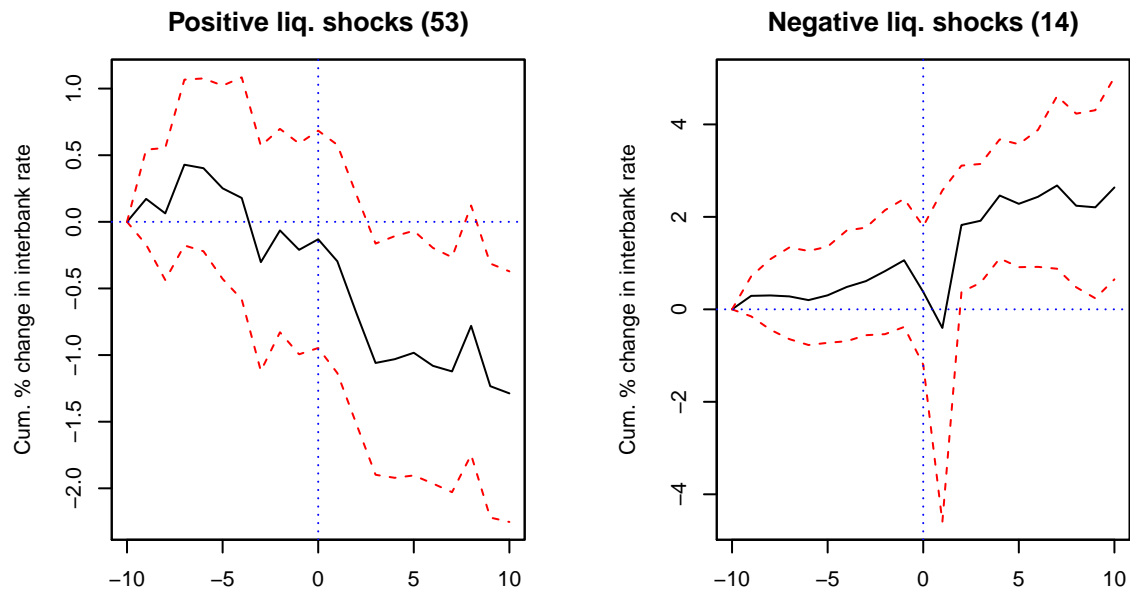 Positive liq. shocks (53)
Cum. % change in interbank rate
1.0
0.5
0.0
−0.5
−1.0
−1.5
−2.0
−10 −5 0 5 10
Negative liq. shocks (14)
Cum. % change in interbank rate
4
2
0
−2
−4
−10 −5 0 5 10